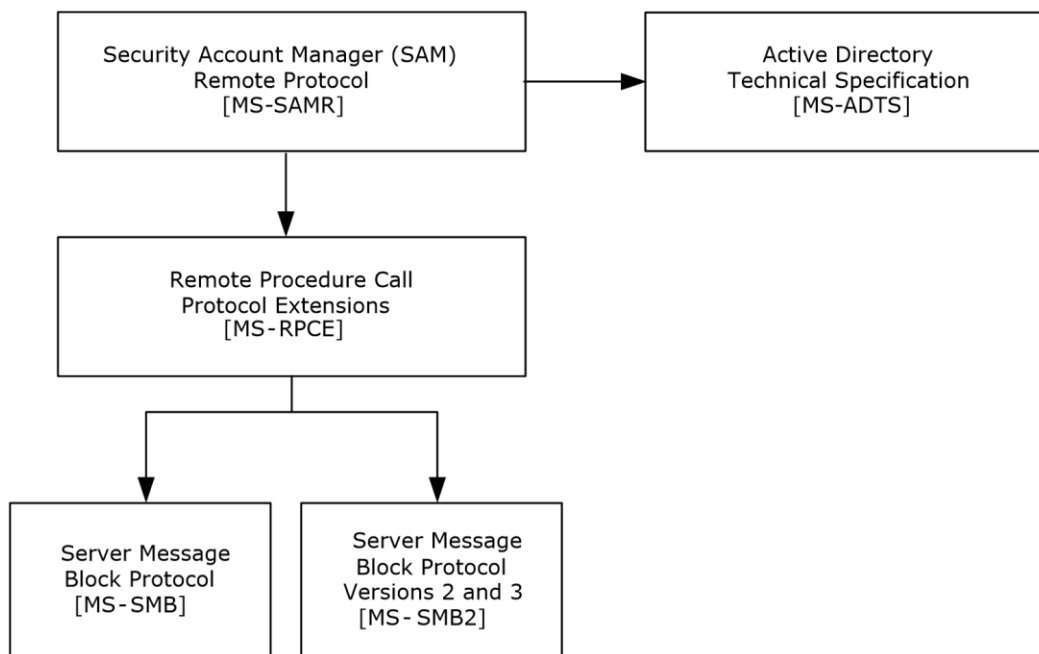 Security Account Manager (SAM)
Remote Protocol
[MS-SAMR]
Active Directory
Technical Specification
[MS-ADTS]
Remote Procedure Call
Protocol Extensions
[MS-RPCE]
Server Message
Block Protocol
[MS-SMB]
Server Message
Block Protocol
Versions 2 and 3
[MS-SMB2]